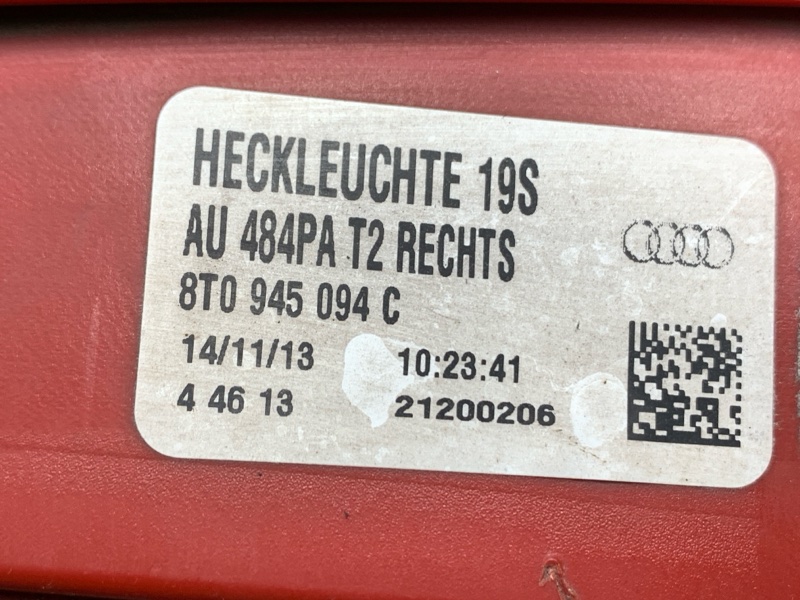 HECKLEUCHTE 19S
AU 484PA T2 RECHTS
8T0 945 094 C
14/11/13 10:23:41
4 46 13 21200206